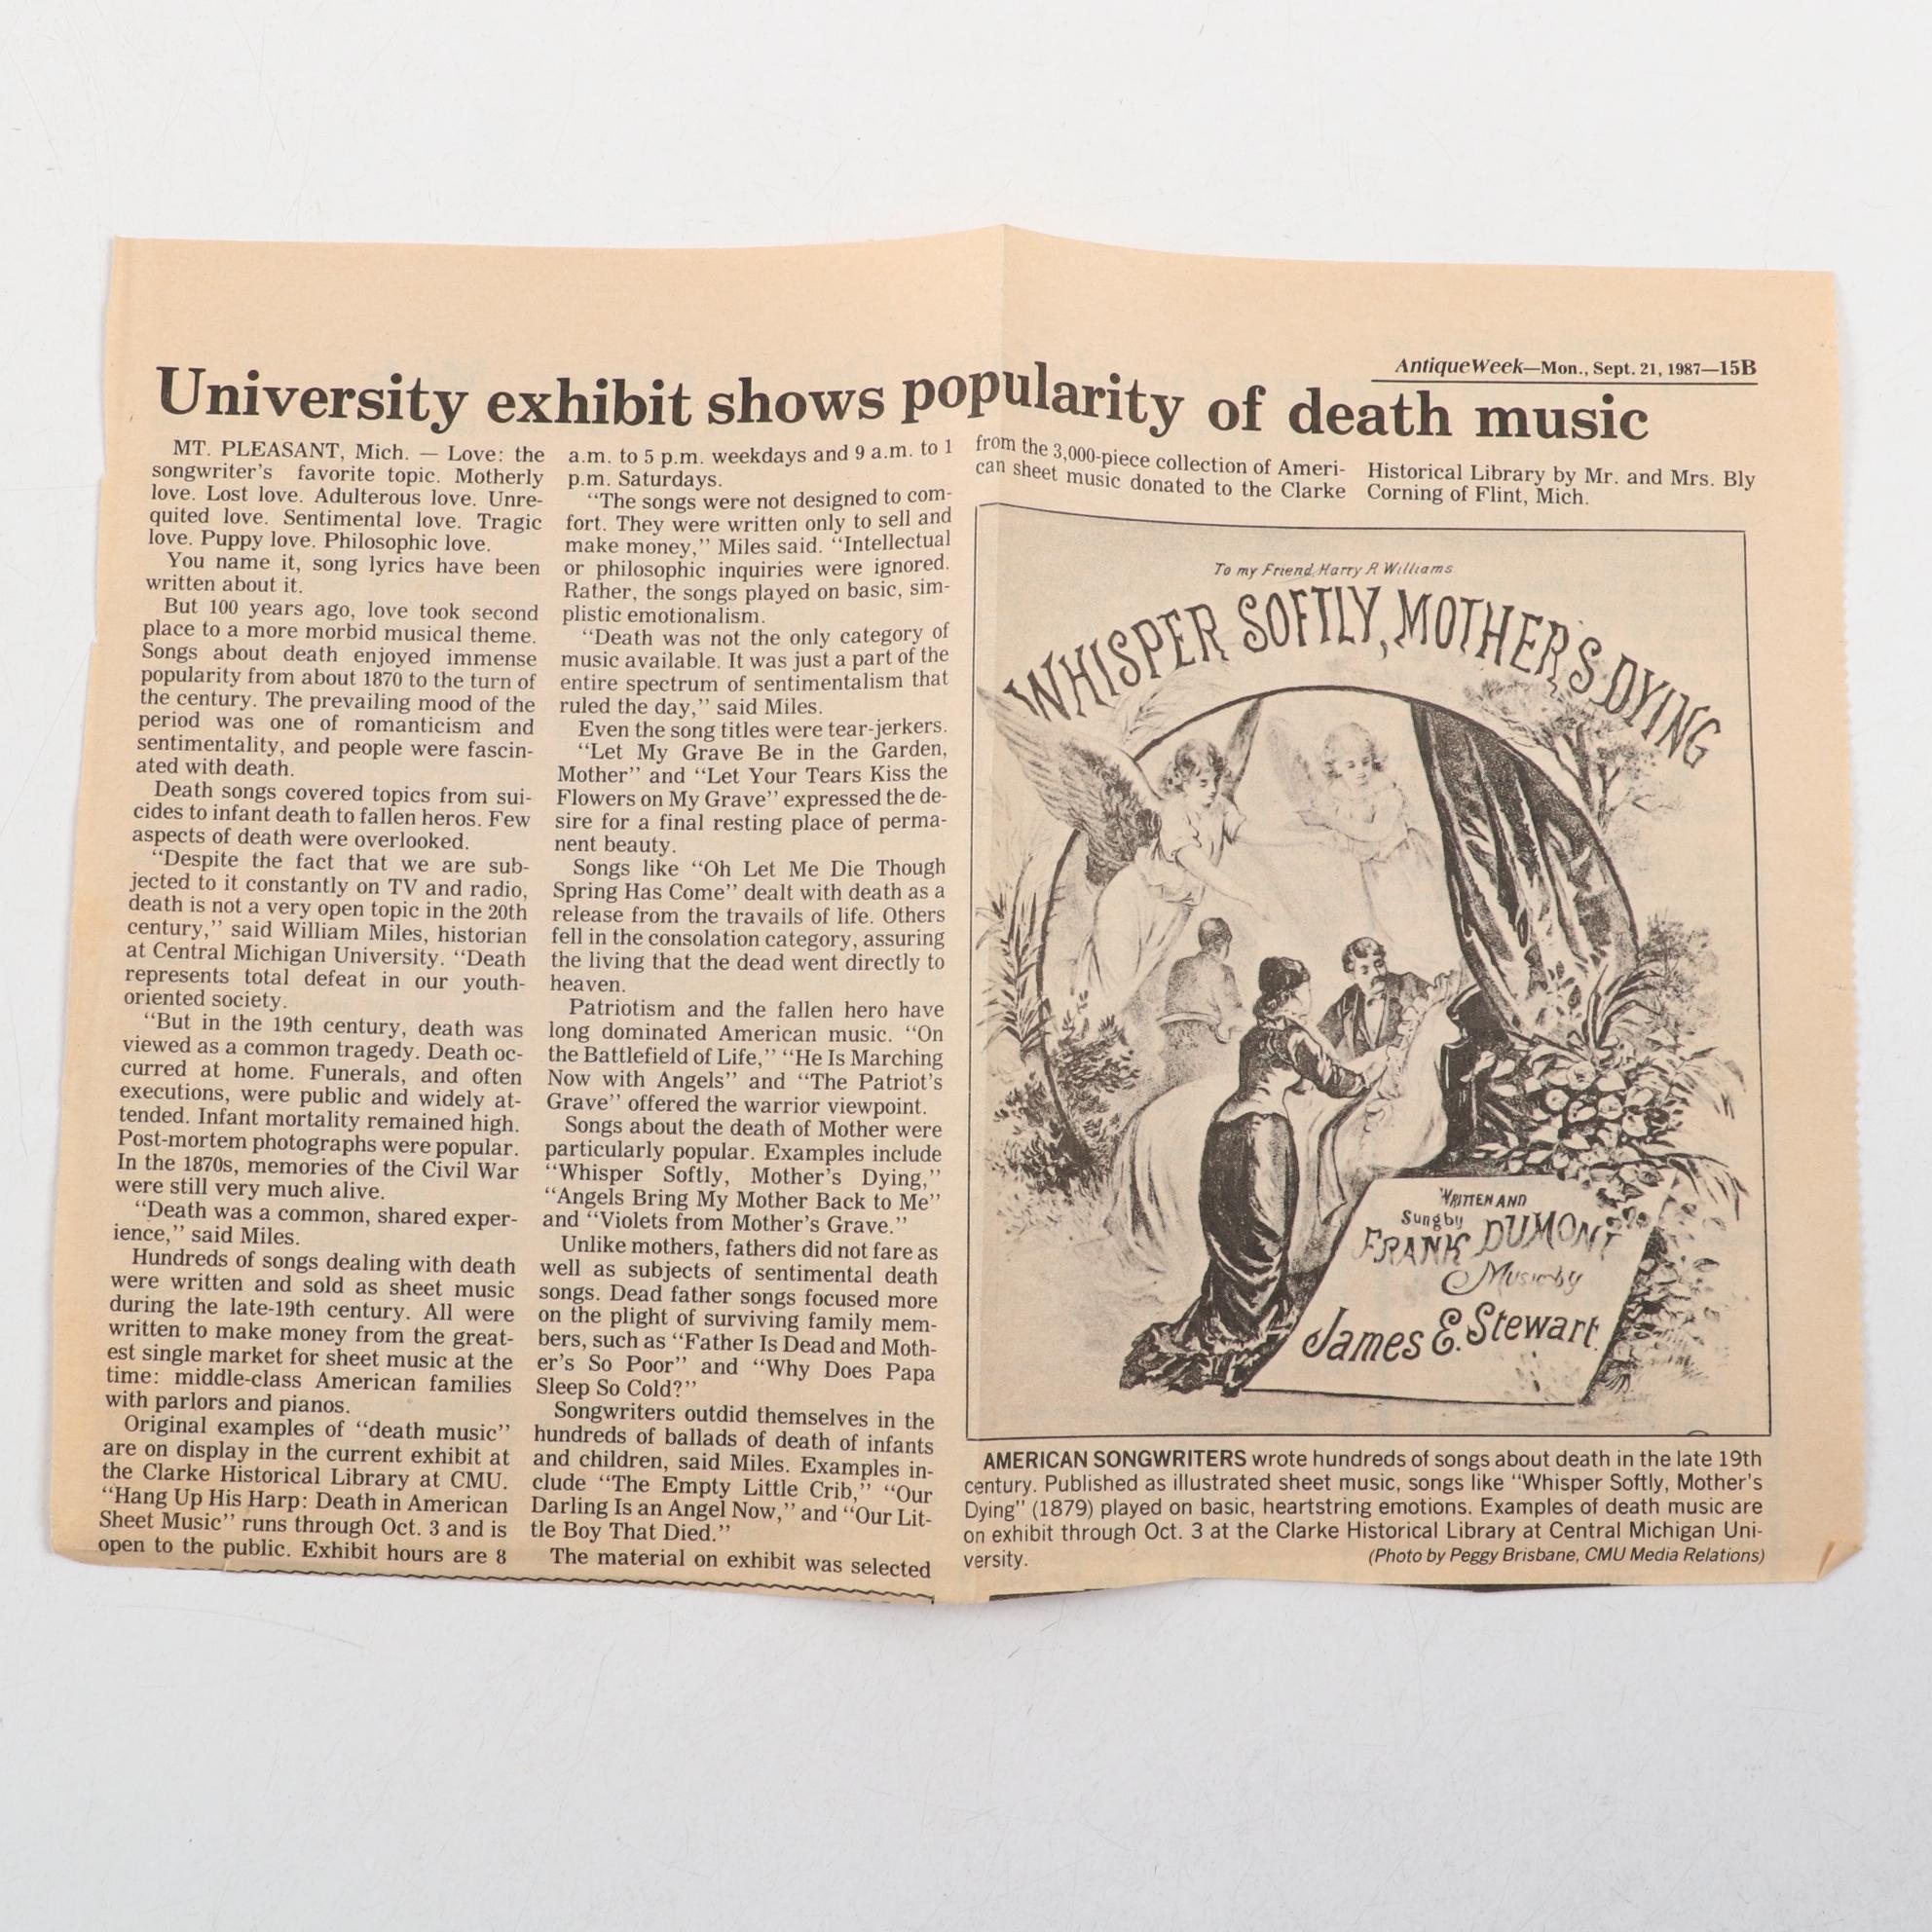 AntiqueWeek—Mon., Sept. 21, 1987—15B
University exhibit shows popularity of death music
MT. PLEASANT, Mich. — Love: the
songwriter's favorite topic. Motherly
love. Lost love. Adulterous love. Unre-
quited love. Sentimental love. Tragic
love. Puppy love. Philosophic love.
You name it, song lyrics have been
written about it.
But 100 years ago, love took second
place to a more morbid musical theme.
Songs about death enjoyed immense
popularity from about 1870 to the turn of
the century. The prevailing mood of the
period was one of romanticism and
sentimentality, and people were fascin-
ated with death.
Death songs covered topics from sui-
cides to infant death to fallen heros. Few
aspects of death were overlooked.
"Despite the fact that we are sub-
jected to it constantly on TV and radio,
death is not a very open topic in the 20th
century," said William Miles, historian
at Central Michigan University. "Death
represents total defeat in our youth-
oriented society.
"But in the 19th century, death was
viewed as a common tragedy. Death oc-
curred at home. Funerals, and often
executions, were public and widely at-
tended. Infant mortality remained high.
Post-mortem photographs were popular.
In the 1870s, memories of the Civil War
were still very much alive.
"Death was a common, shared exper-
ience," said Miles.
Hundreds of songs dealing with death
were written and sold as sheet music
during the late-19th century. All were
written to make money from the great-
est single market for sheet music at the
time: middle-class American families
with parlors and pianos.
Original examples of "death music"
are on display in the current exhibit at
the Clarke Historical Library at CMU.
"Hang Up His Harp: Death in American
Sheet Music" runs through Oct. 3 and is
open to the public. Exhibit hours are 8
a.m. to 5 p.m. weekdays and 9 a.m. to 1
p.m. Saturdays.
"The songs were not designed to com-
fort. They were written only to sell and
make money," Miles said. "Intellectual
or philosophic inquiries were ignored.
Rather, the songs played on basic, sim-
plistic emotionalism.
"Death was not the only category of
music available. It was just a part of the
entire spectrum of sentimentalism that
ruled the day," said Miles.
Even the song titles were tear-jerkers.
"Let My Grave Be in the Garden,
Mother" and "Let Your Tears Kiss the
Flowers on My Grave" expressed the de-
sire for a final resting place of perma-
nent beauty.
Songs like "Oh Let Me Die Though
Spring Has Come" dealt with death as a
release from the travails of life. Others
fell in the consolation category, assuring
the living that the dead went directly to
heaven.
Patriotism and the fallen hero have
long dominated American music. "On
the Battlefield of Life," "He Is Marching
Now with Angels" and "The Patriot's
Grave" offered the warrior viewpoint.
Songs about the death of Mother were
particularly popular. Examples include
"Whisper Softly, Mother's Dying,"
"Angels Bring My Mother Back to Me"
and "Violets from Mother's Grave."
Unlike mothers, fathers did not fare as
well as subjects of sentimental death
songs. Dead father songs focused more
on the plight of surviving family mem-
bers, such as "Father Is Dead and Moth-
er's So Poor" and "Why Does Papa
Sleep So Cold?"
Songwriters outdid themselves in the
hundreds of ballads of death of infants
and children, said Miles. Examples in-
clude "The Empty Little Crib," "Our
Darling Is an Angel Now," and "Our Lit-
tle Boy That Died."
The material on exhibit was selected
from the 3,000-piece collection of Ameri-
can sheet music donated to the Clarke
Historical Library by Mr. and Mrs. Bly
Corning of Flint, Mich.
To my Friend Harry R Williams
WHISPER SOFTLY, MOTHER'S DYING
WRITTEN AND
Sung by
FRANK DUMONT
Music by
James E. Stewart.
AMERICAN SONGWRITERS wrote hundreds of songs about death in the late 19th
century. Published as illustrated sheet music, songs like "Whisper Softly, Mother's
Dying" (1879) played on basic, heartstring emotions. Examples of death music are
on exhibit through Oct. 3 at the Clarke Historical Library at Central Michigan Uni-
versity.
(Photo by Peggy Brisbane, CMU Media Relations)